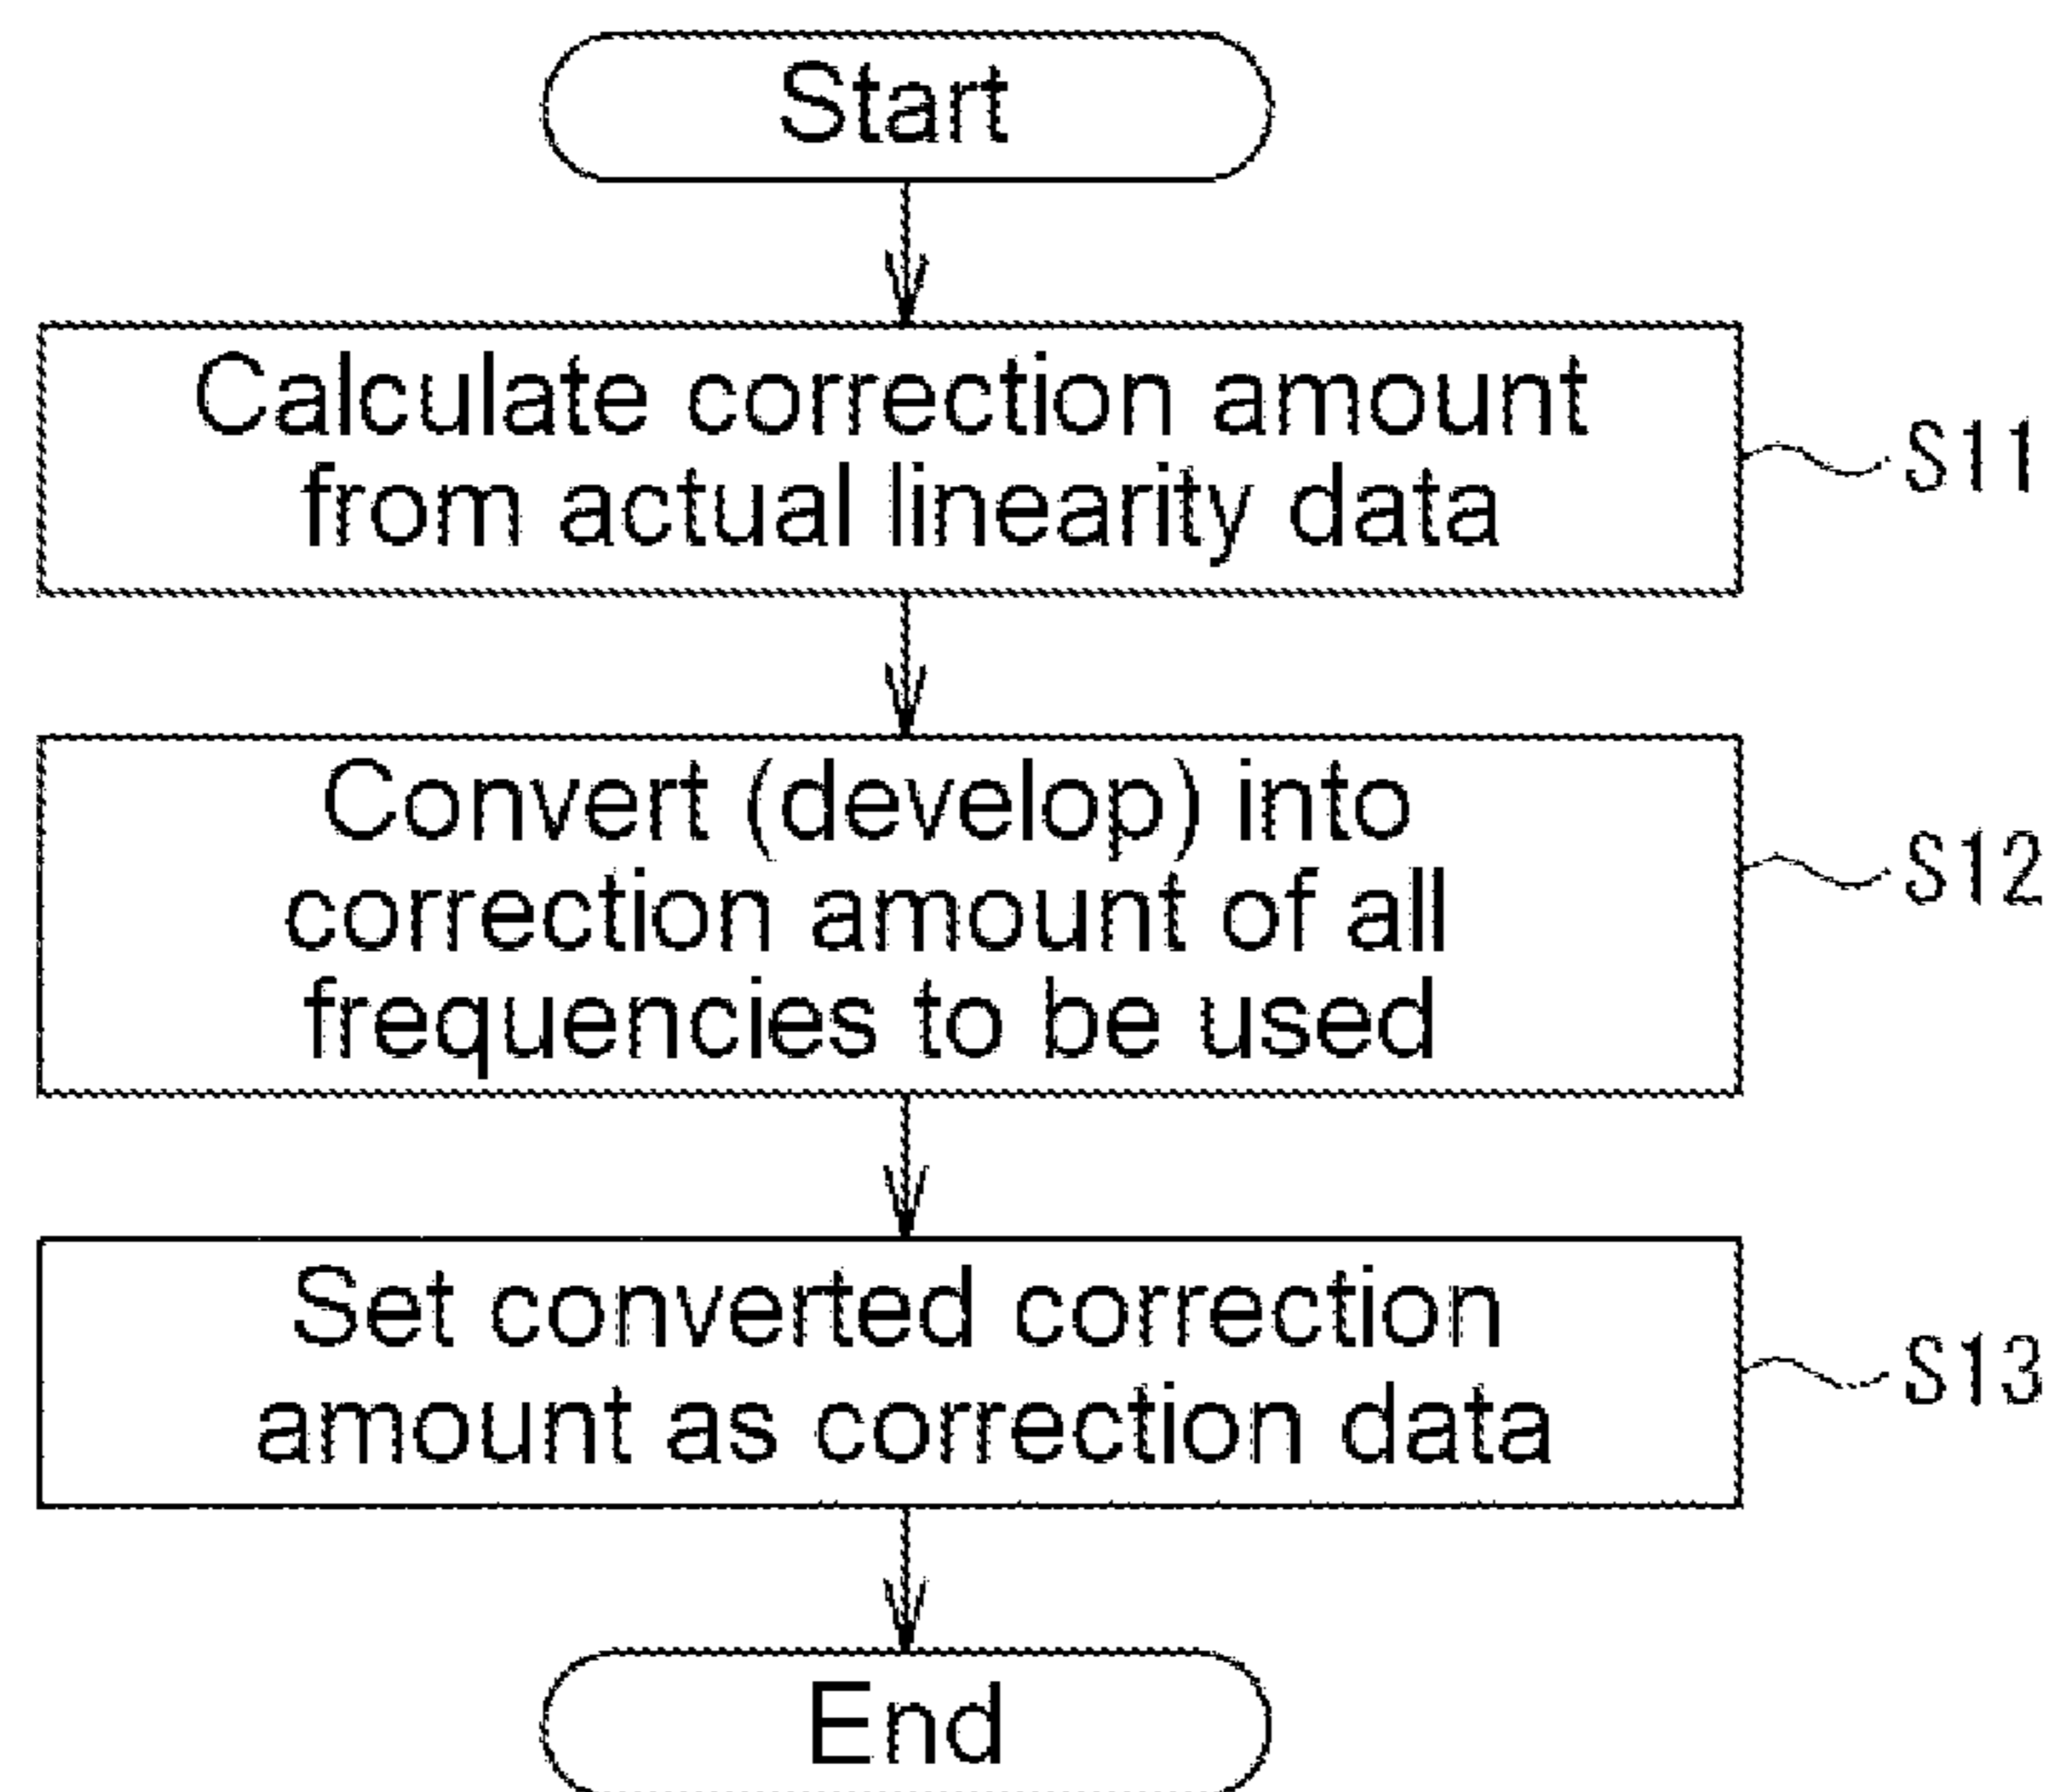 Start
Calculate correction amount
from actual linearity data
S11
Convert (develop) into
correction amount of all
frequencies to be used
S12
Set converted correction
amount as correction data
S13
End